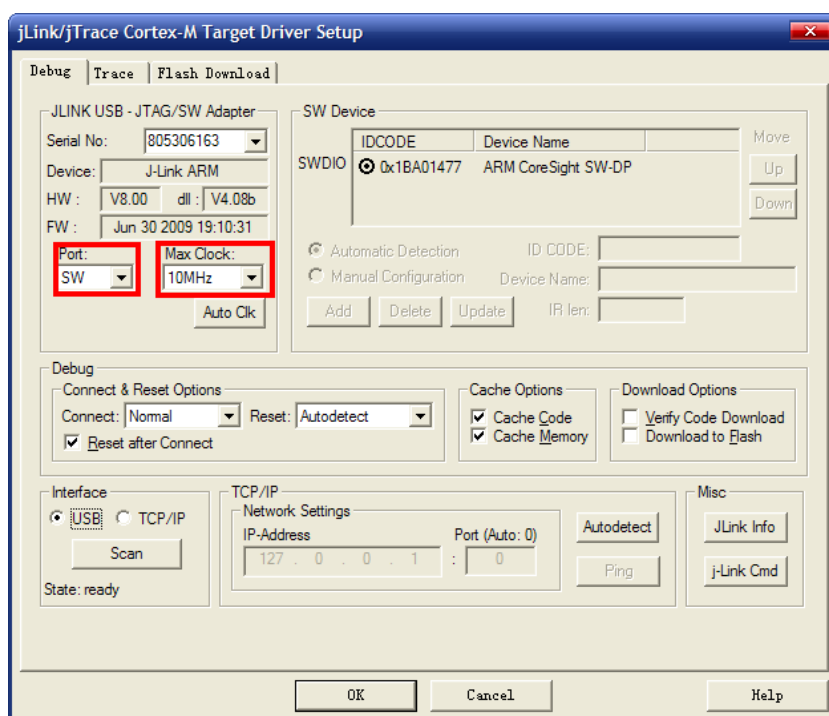 jLink/jTrace Cortex-M Target Driver Setup
Debug Trace Flash Download
JLINK USB - JTAG/SW Adapter
Serial No: 805306163
Device: J-Link ARM
HW : V8.00 dll : V4.08b
FW : Jun 30 2009 19:10:31
Port: Max Clock:
SW 10MHz
Auto Clk
SW Device
IDCODE Device Name Move
SWDIO 0x1BA01477 ARM CoreSight SW-DP Up
Down
Automatic Detection ID CODE:
Manual Configuration Device Name:
Add Delete Update IR len:
Debug
Connect & Reset Options
Connect: Normal Reset: Autodetect
Reset after Connect
Cache Options
Cache Code
Cache Memory
Download Options
Verify Code Download
Download to Flash
Interface
USB TCP/IP
Scan
State: ready
TCP/IP
Network Settings
IP-Address Port (Auto: 0)
127 . 0 . 0 . 1 : 0
Autodetect
Ping
Misc
JLink Info
j-Link Cmd
OK Cancel Help